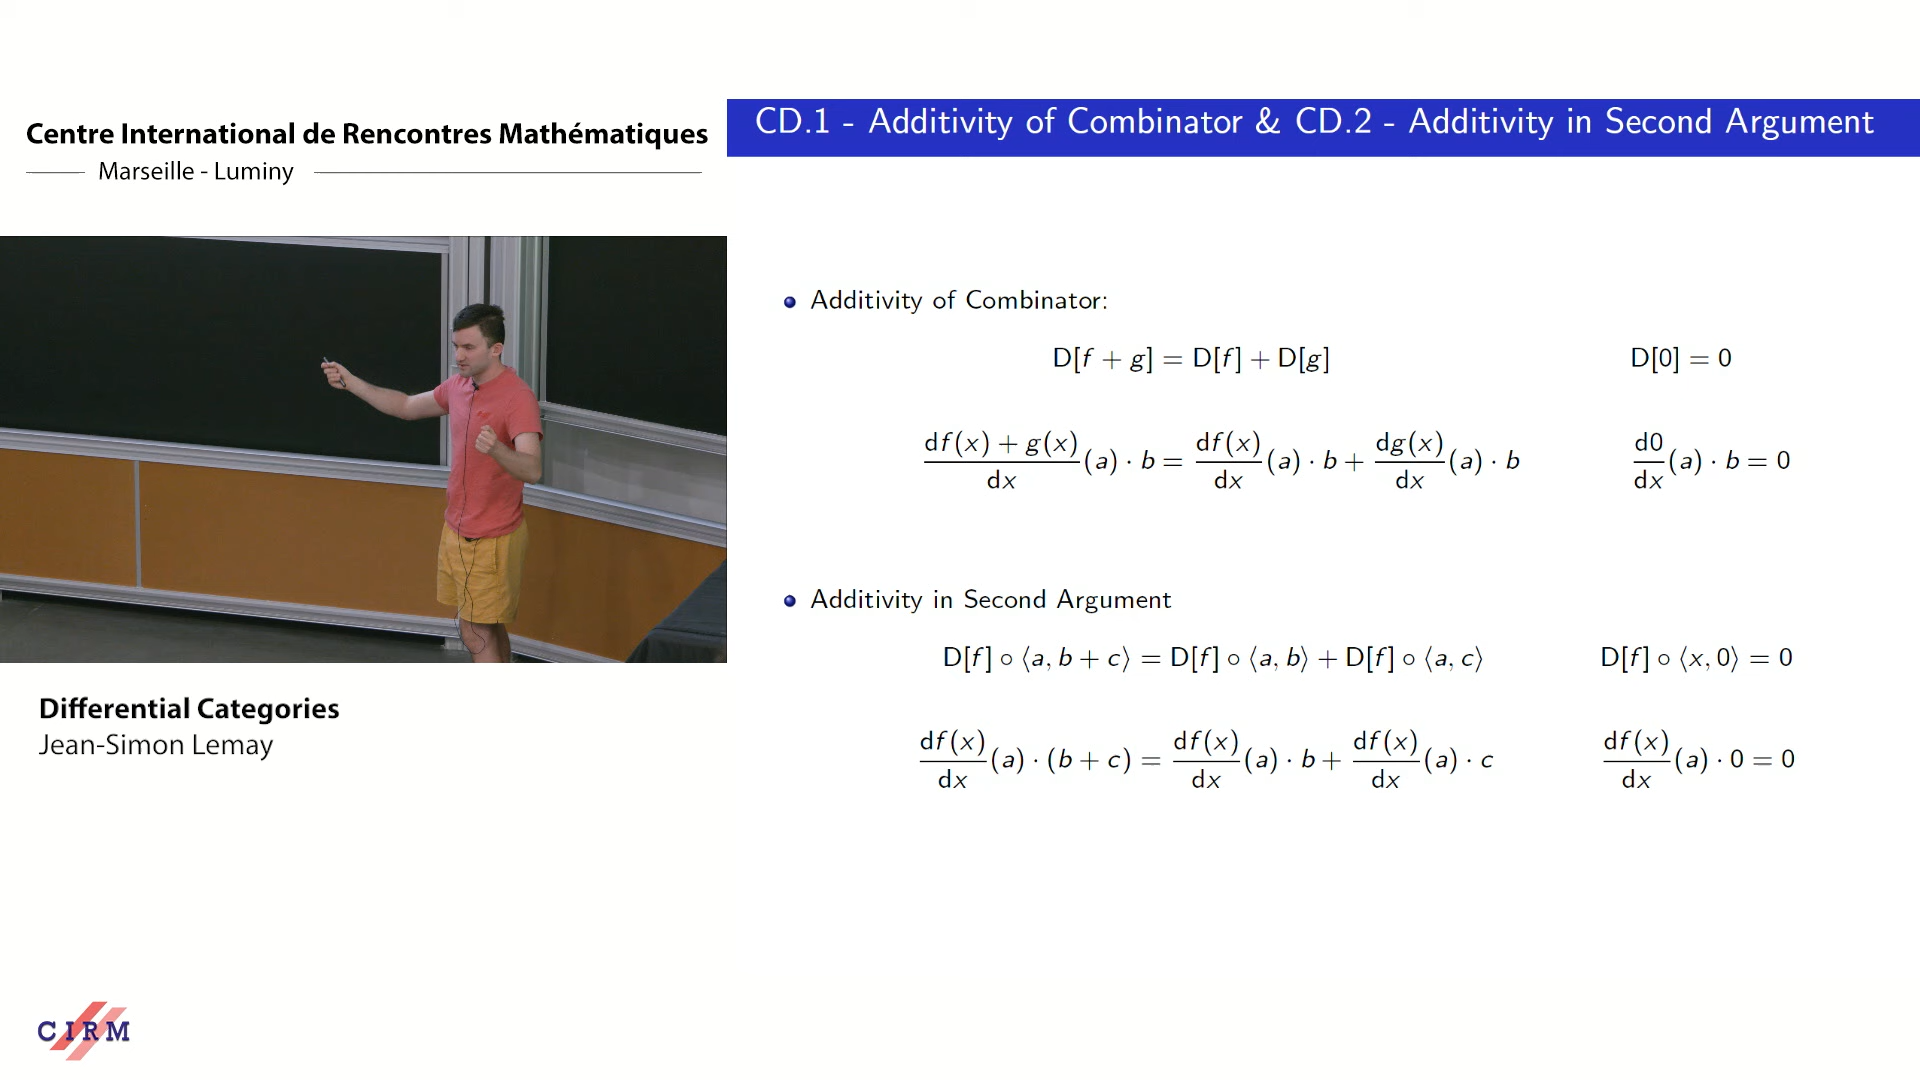 Centre International de Rencontres Mathématiques
Marseille - Luminy
CD.1 - Additivity of Combinator & CD.2 - Additivity in Second Argument
Additivity of Combinator:
D[f + g] = D[f] + D[g]    D[0] = 0
df(x) + g(x)/dx (a) · b = df(x)/dx (a) · b + dg(x)/dx (a) · b    d0/dx (a) · b = 0
Additivity in Second Argument
D[f] ∘ ⟨a, b + c⟩ = D[f] ∘ ⟨a, b⟩ + D[f] ∘ ⟨a, c⟩    D[f] ∘ ⟨x, 0⟩ = 0
df(x)/dx (a) · (b + c) = df(x)/dx (a) · b + df(x)/dx (a) · c    df(x)/dx (a) · 0 = 0
Differential Categories
Jean-Simon Lemay
CIRM